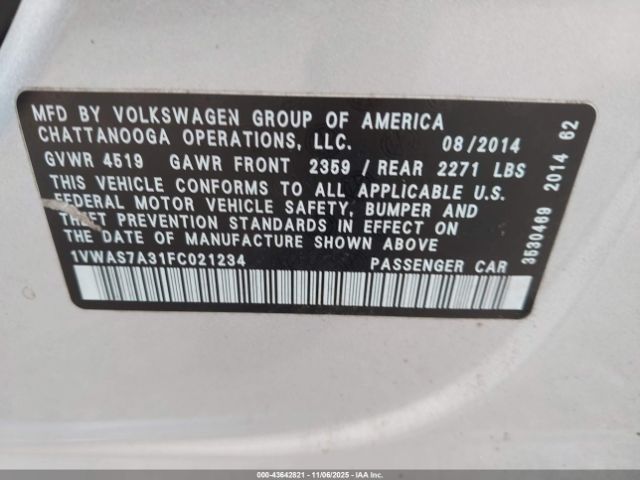 MFD BY VOLKSWAGEN GROUP OF AMERICA
CHATTANOOGA OPERATIONS, LLC. 08/2014
GVWR 4519 GAWR FRONT 2359 / REAR 2271 LBS
THIS VEHICLE CONFORMS TO ALL APPLICABLE U.S.
FEDERAL MOTOR VEHICLE SAFETY, BUMPER AND
THEFT PREVENTION STANDARDS IN EFFECT ON
THE DATE OF MANUFACTURE SHOWN ABOVE
1VWAS7A31FC021234 PASSENGER CAR
3530469 2014 62
000-43642821 - 11/06/2025 - IAA Inc.